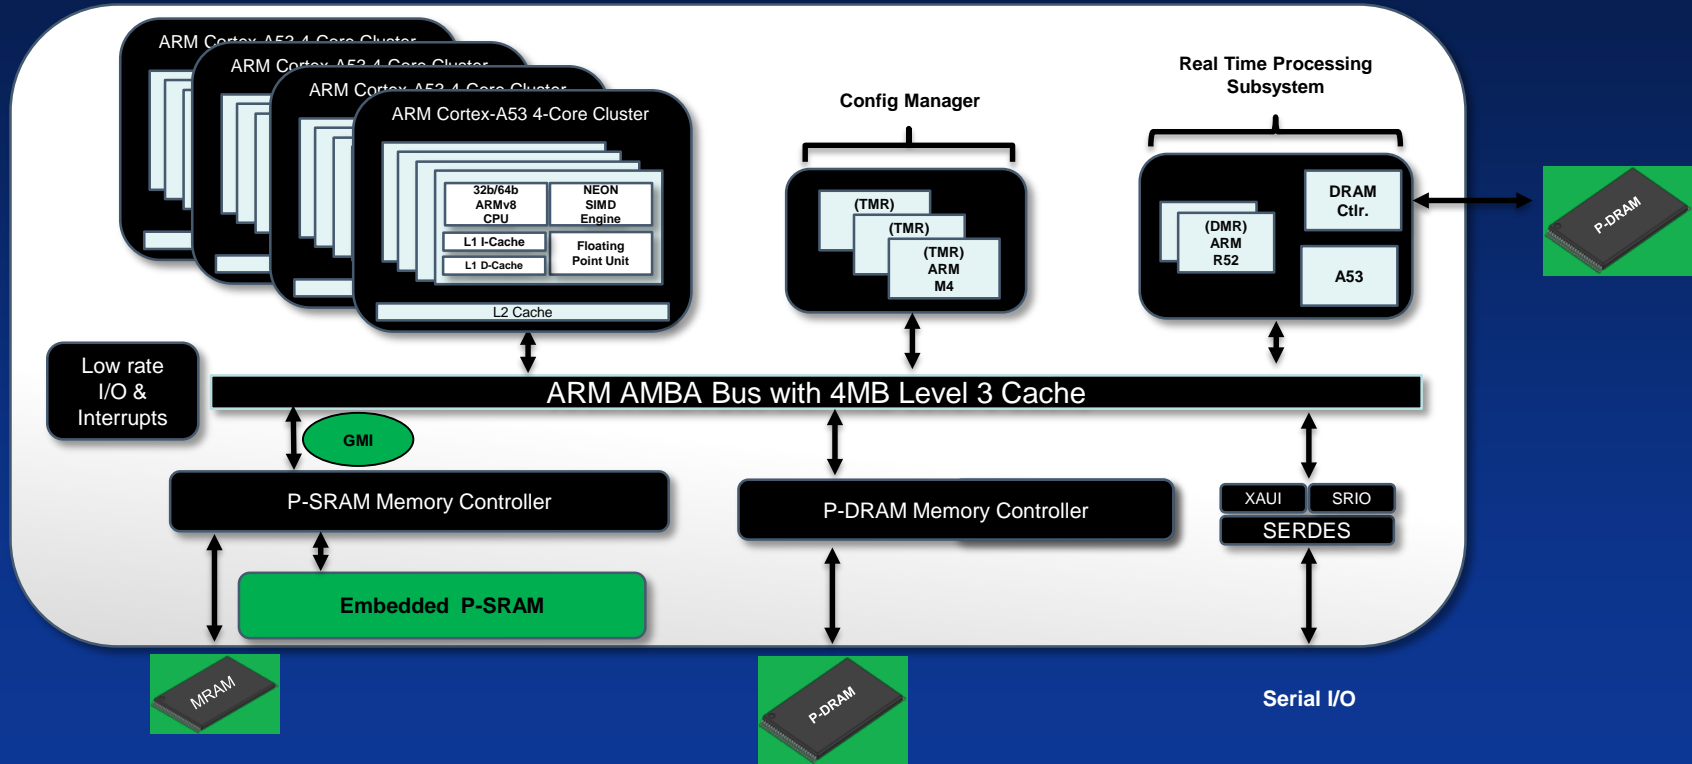 ARM Cortex-A53 4-Core Cluster
ARM Cortex-A53 4-Core Cluster
ARM Cortex-A53 4-Core Cluster
ARM Cortex-A53 4-Core Cluster
32b/64b
ARMv8
CPU
NEON
SIMD
Engine
L1 I-Cache
L1 D-Cache
Floating
Point Unit
L2 Cache
Config Manager
(TMR)
(TMR)
(TMR)
ARM
M4
Real Time Processing
Subsystem
(DMR)
ARM
R52
DRAM
Ctlr.
A53
P-DRAM
Low rate
I/O &
Interrupts
ARM AMBA Bus with 4MB Level 3 Cache
GMI
P-SRAM Memory Controller
P-DRAM Memory Controller
XAUI
SRIO
SERDES
Embedded P-SRAM
MRAM
P-DRAM
Serial I/O